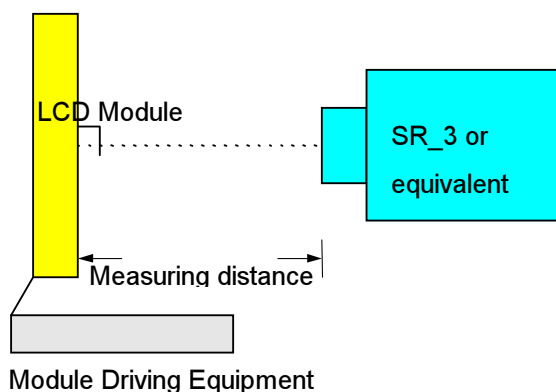 LCD Module
SR_3 or
equivalent
Measuring distance
Module Driving Equipment